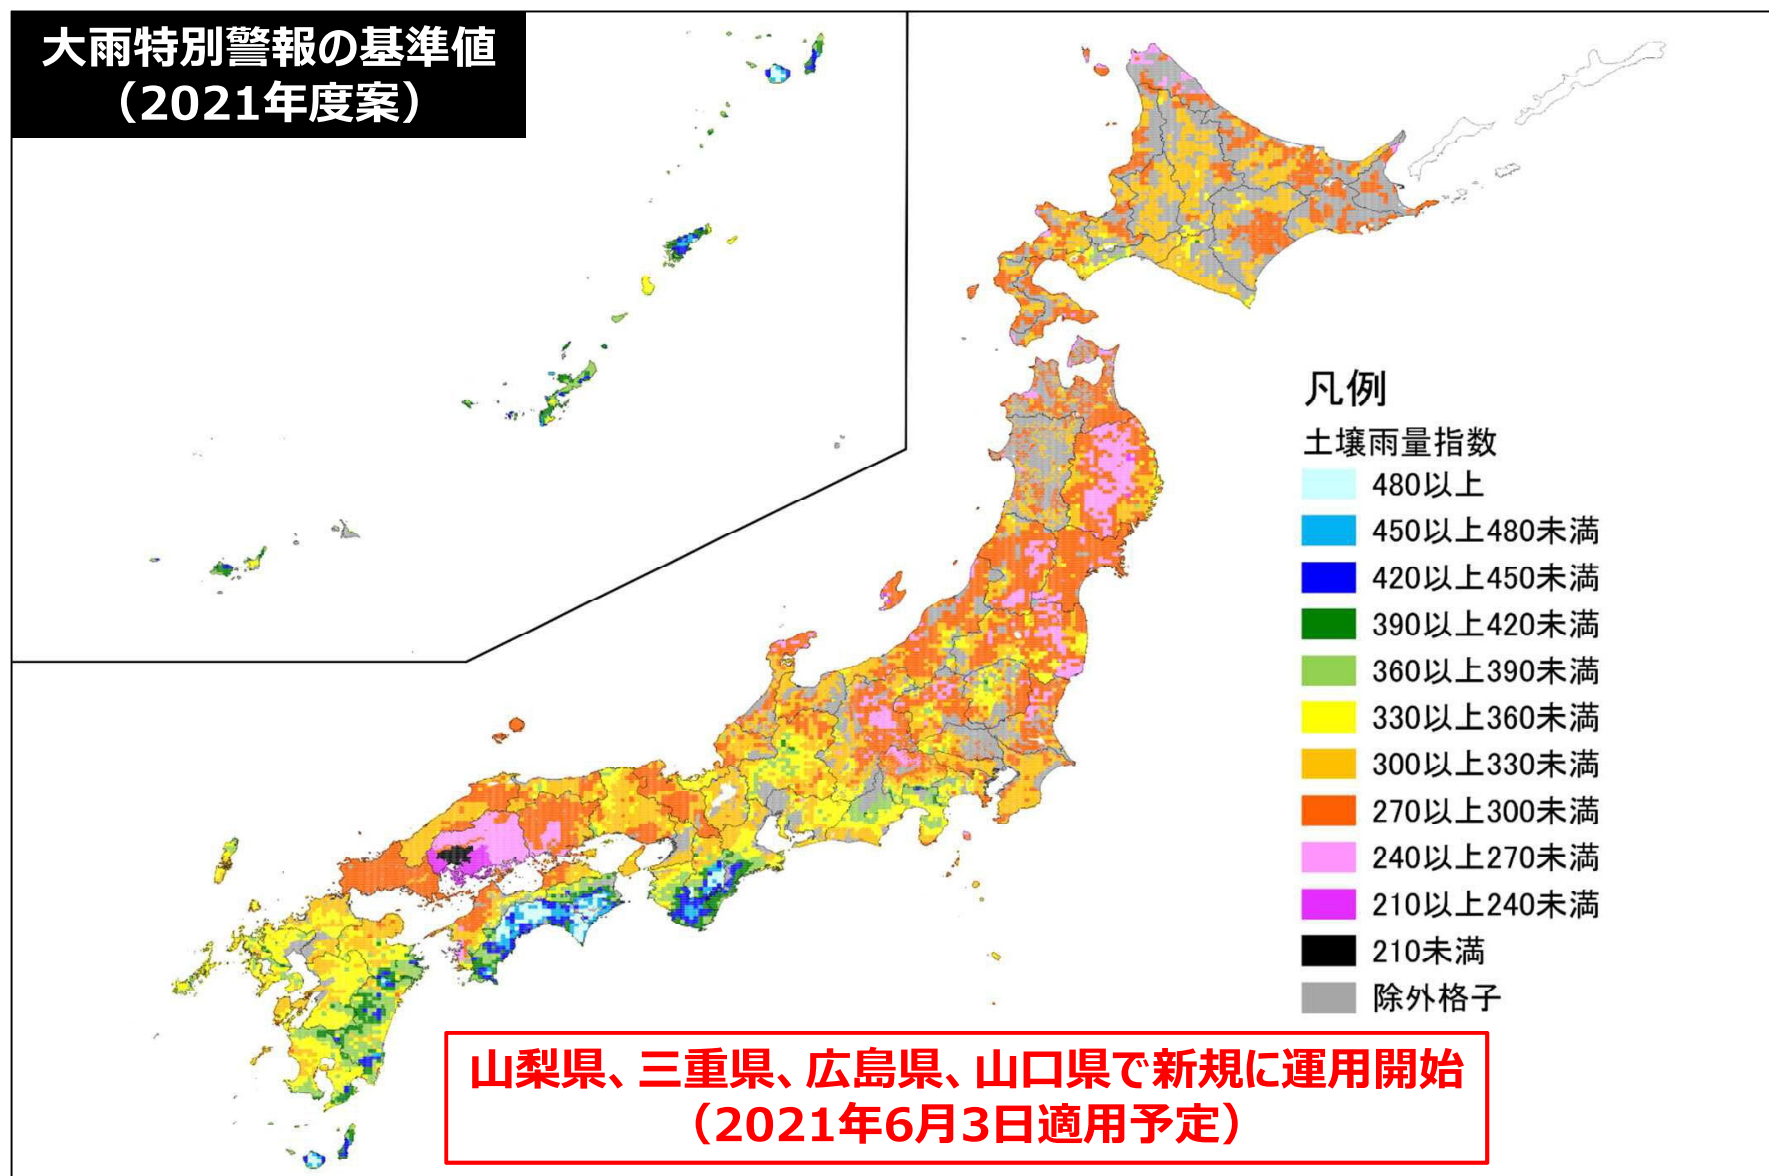 大雨特別警報の基準値
（2021年度案）
凡例
土壌雨量指数
480以上
450以上480未満
420以上450未満
390以上420未満
360以上390未満
330以上360未満
300以上330未満
270以上300未満
240以上270未満
210以上240未満
210未満
除外格子
山梨県、三重県、広島県、山口県で新規に運用開始
（2021年6月3日適用予定）